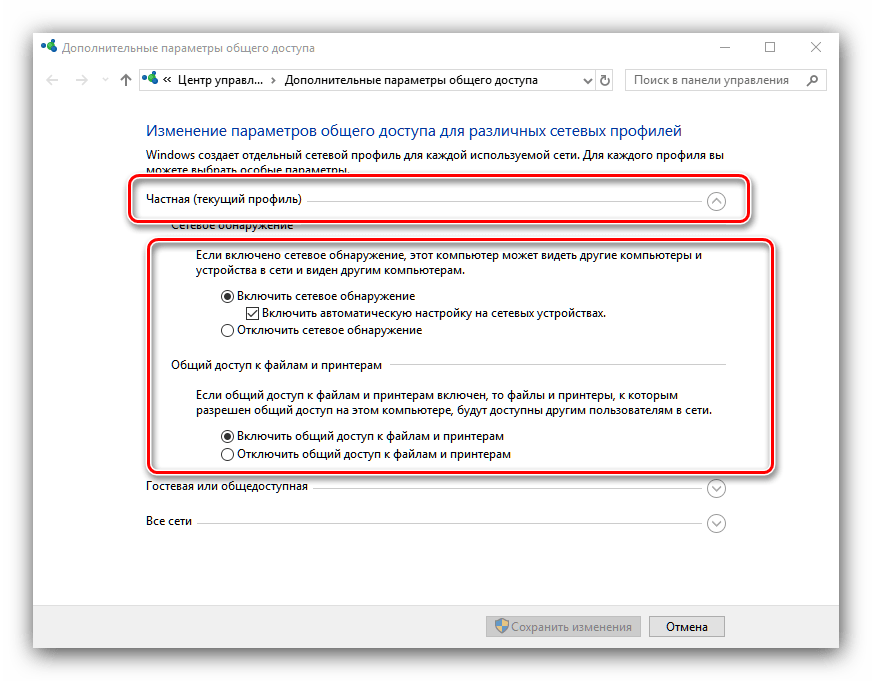 Дополнительные параметры общего доступа
« Центр управл... › Дополнительные параметры общего доступа
Поиск в панели управления
Изменение параметров общего доступа для различных сетевых профилей
Windows создает отдельный сетевой профиль для каждой используемой сети. Для каждого профиля вы
можете выбрать особые параметры.
Частная (текущий профиль)
Сетевое обнаружение
Если включено сетевое обнаружение, этот компьютер может видеть другие компьютеры и
устройства в сети и виден другим компьютерам.
Включить сетевое обнаружение
Включить автоматическую настройку на сетевых устройствах.
Отключить сетевое обнаружение
Общий доступ к файлам и принтерам
Если общий доступ к файлам и принтерам включен, то файлы и принтеры, к которым
разрешен общий доступ на этом компьютере, будут доступны другим пользователям в сети.
Включить общий доступ к файлам и принтерам
Отключить общий доступ к файлам и принтерам
Гостевая или общедоступная
Все сети
Сохранить изменения
Отмена